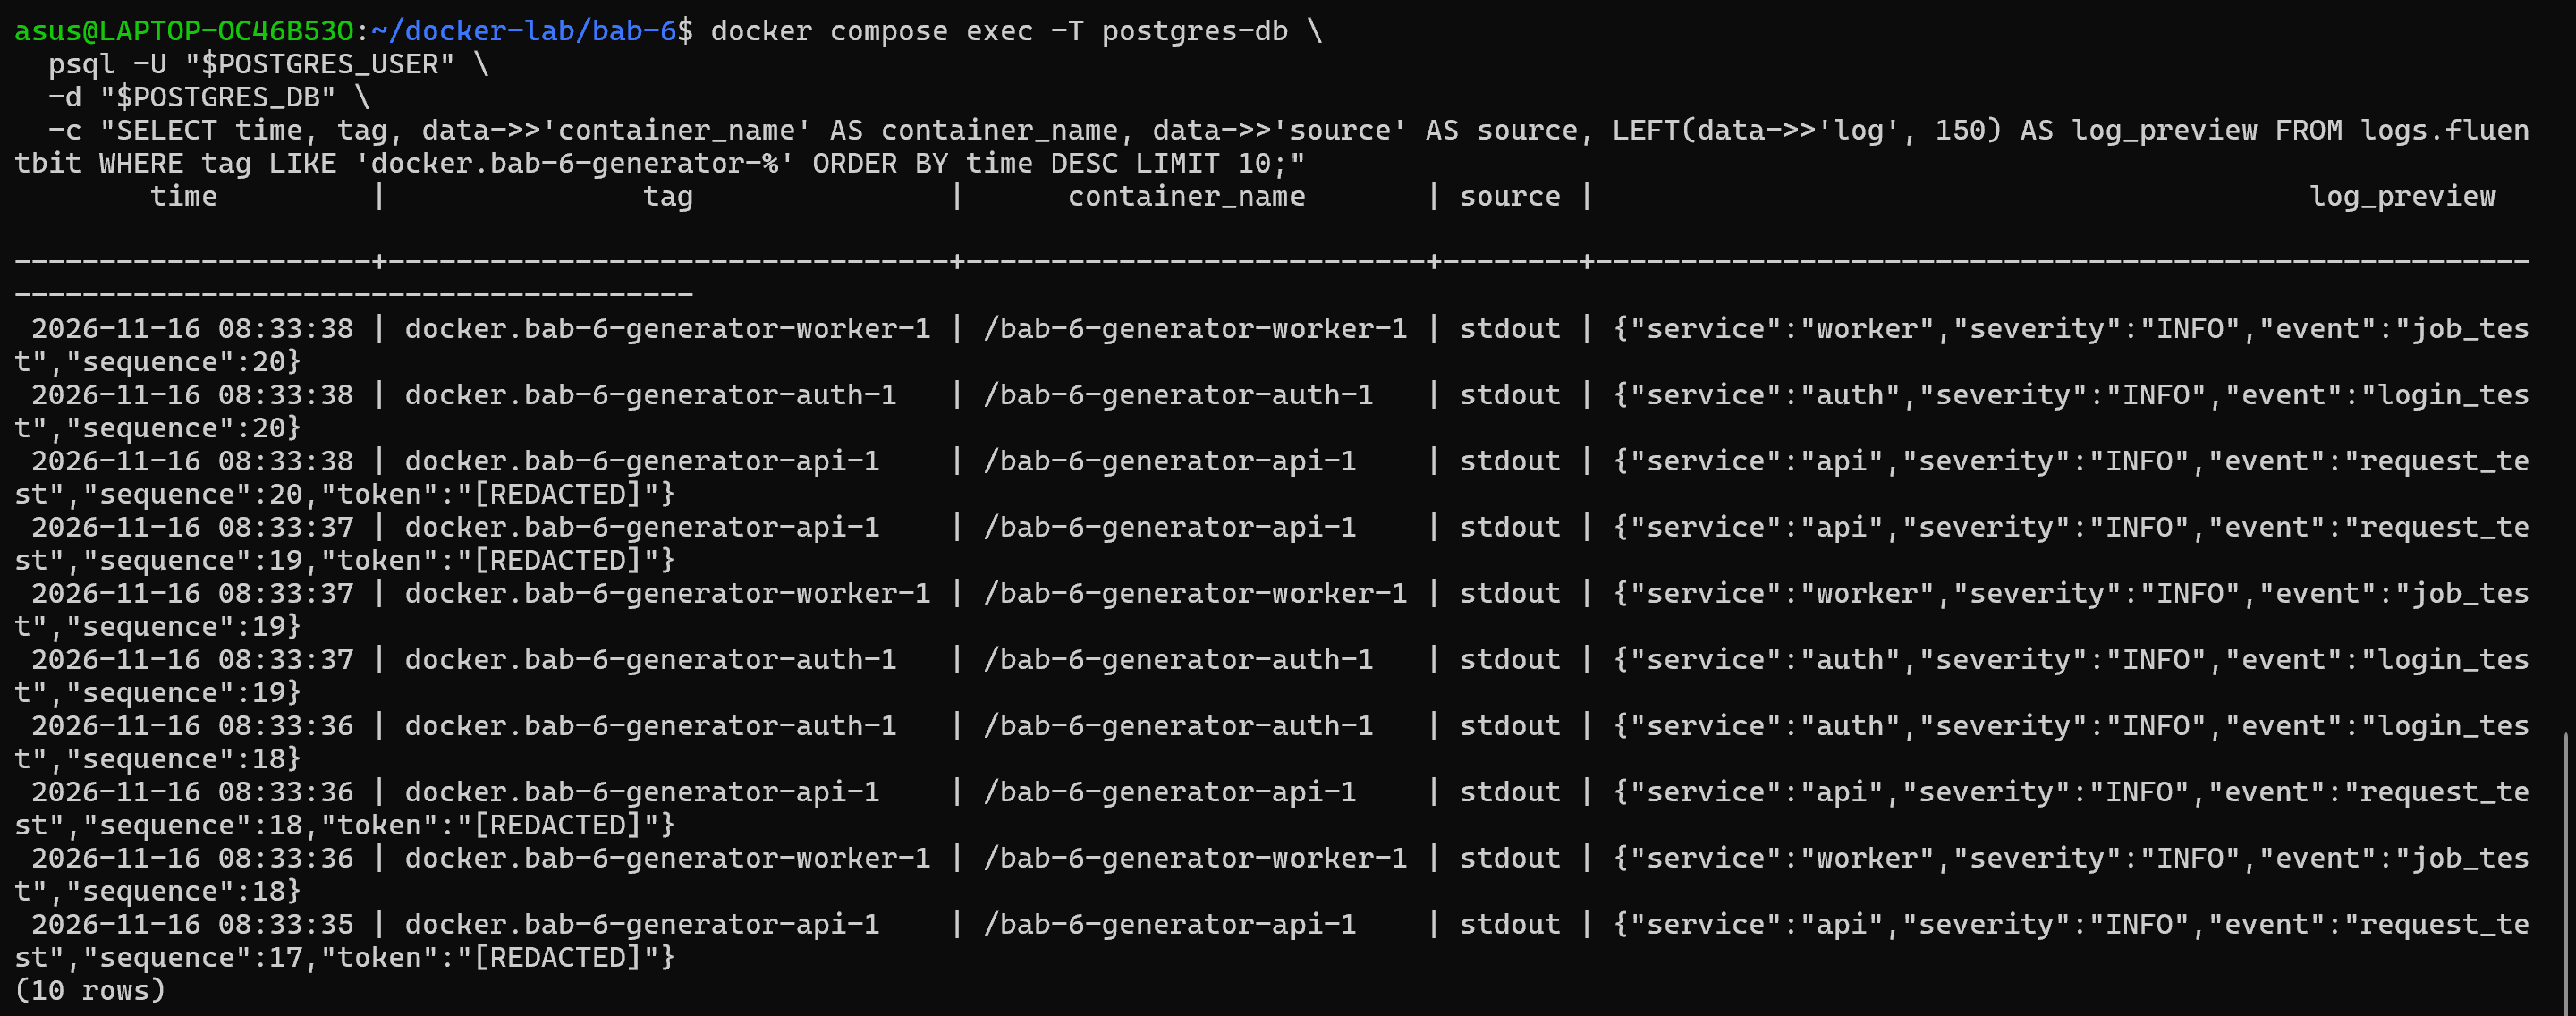 asus@LAPTOP-OC46B53O:~/docker-lab/bab-6$ docker compose exec -T postgres-db \
  psql -U "$POSTGRES_USER" \
  -d "$POSTGRES_DB" \
  -c "SELECT time, tag, data->>'container_name' AS container_name, data->>'source' AS source, LEFT(data->>'log', 150) AS log_preview FROM logs.fluen
tbit WHERE tag LIKE 'docker.bab-6-generator-%' ORDER BY time DESC LIMIT 10;"
        time         |               tag               |      container_name       | source |                                          log_preview
---------------------+---------------------------------+---------------------------+--------+-------------------------------------------------------
----------------------------------------
 2026-11-16 08:33:38 | docker.bab-6-generator-worker-1 | /bab-6-generator-worker-1 | stdout | {"service":"worker","severity":"INFO","event":"job_tes
t","sequence":20}
 2026-11-16 08:33:38 | docker.bab-6-generator-auth-1   | /bab-6-generator-auth-1   | stdout | {"service":"auth","severity":"INFO","event":"login_tes
t","sequence":20}
 2026-11-16 08:33:38 | docker.bab-6-generator-api-1    | /bab-6-generator-api-1    | stdout | {"service":"api","severity":"INFO","event":"request_te
st","sequence":20,"token":"[REDACTED]"}
 2026-11-16 08:33:37 | docker.bab-6-generator-api-1    | /bab-6-generator-api-1    | stdout | {"service":"api","severity":"INFO","event":"request_te
st","sequence":19,"token":"[REDACTED]"}
 2026-11-16 08:33:37 | docker.bab-6-generator-worker-1 | /bab-6-generator-worker-1 | stdout | {"service":"worker","severity":"INFO","event":"job_tes
t","sequence":19}
 2026-11-16 08:33:37 | docker.bab-6-generator-auth-1   | /bab-6-generator-auth-1   | stdout | {"service":"auth","severity":"INFO","event":"login_tes
t","sequence":19}
 2026-11-16 08:33:36 | docker.bab-6-generator-auth-1   | /bab-6-generator-auth-1   | stdout | {"service":"auth","severity":"INFO","event":"login_tes
t","sequence":18}
 2026-11-16 08:33:36 | docker.bab-6-generator-api-1    | /bab-6-generator-api-1    | stdout | {"service":"api","severity":"INFO","event":"request_te
st","sequence":18,"token":"[REDACTED]"}
 2026-11-16 08:33:36 | docker.bab-6-generator-worker-1 | /bab-6-generator-worker-1 | stdout | {"service":"worker","severity":"INFO","event":"job_tes
t","sequence":18}
 2026-11-16 08:33:35 | docker.bab-6-generator-api-1    | /bab-6-generator-api-1    | stdout | {"service":"api","severity":"INFO","event":"request_te
st","sequence":17,"token":"[REDACTED]"}
(10 rows)